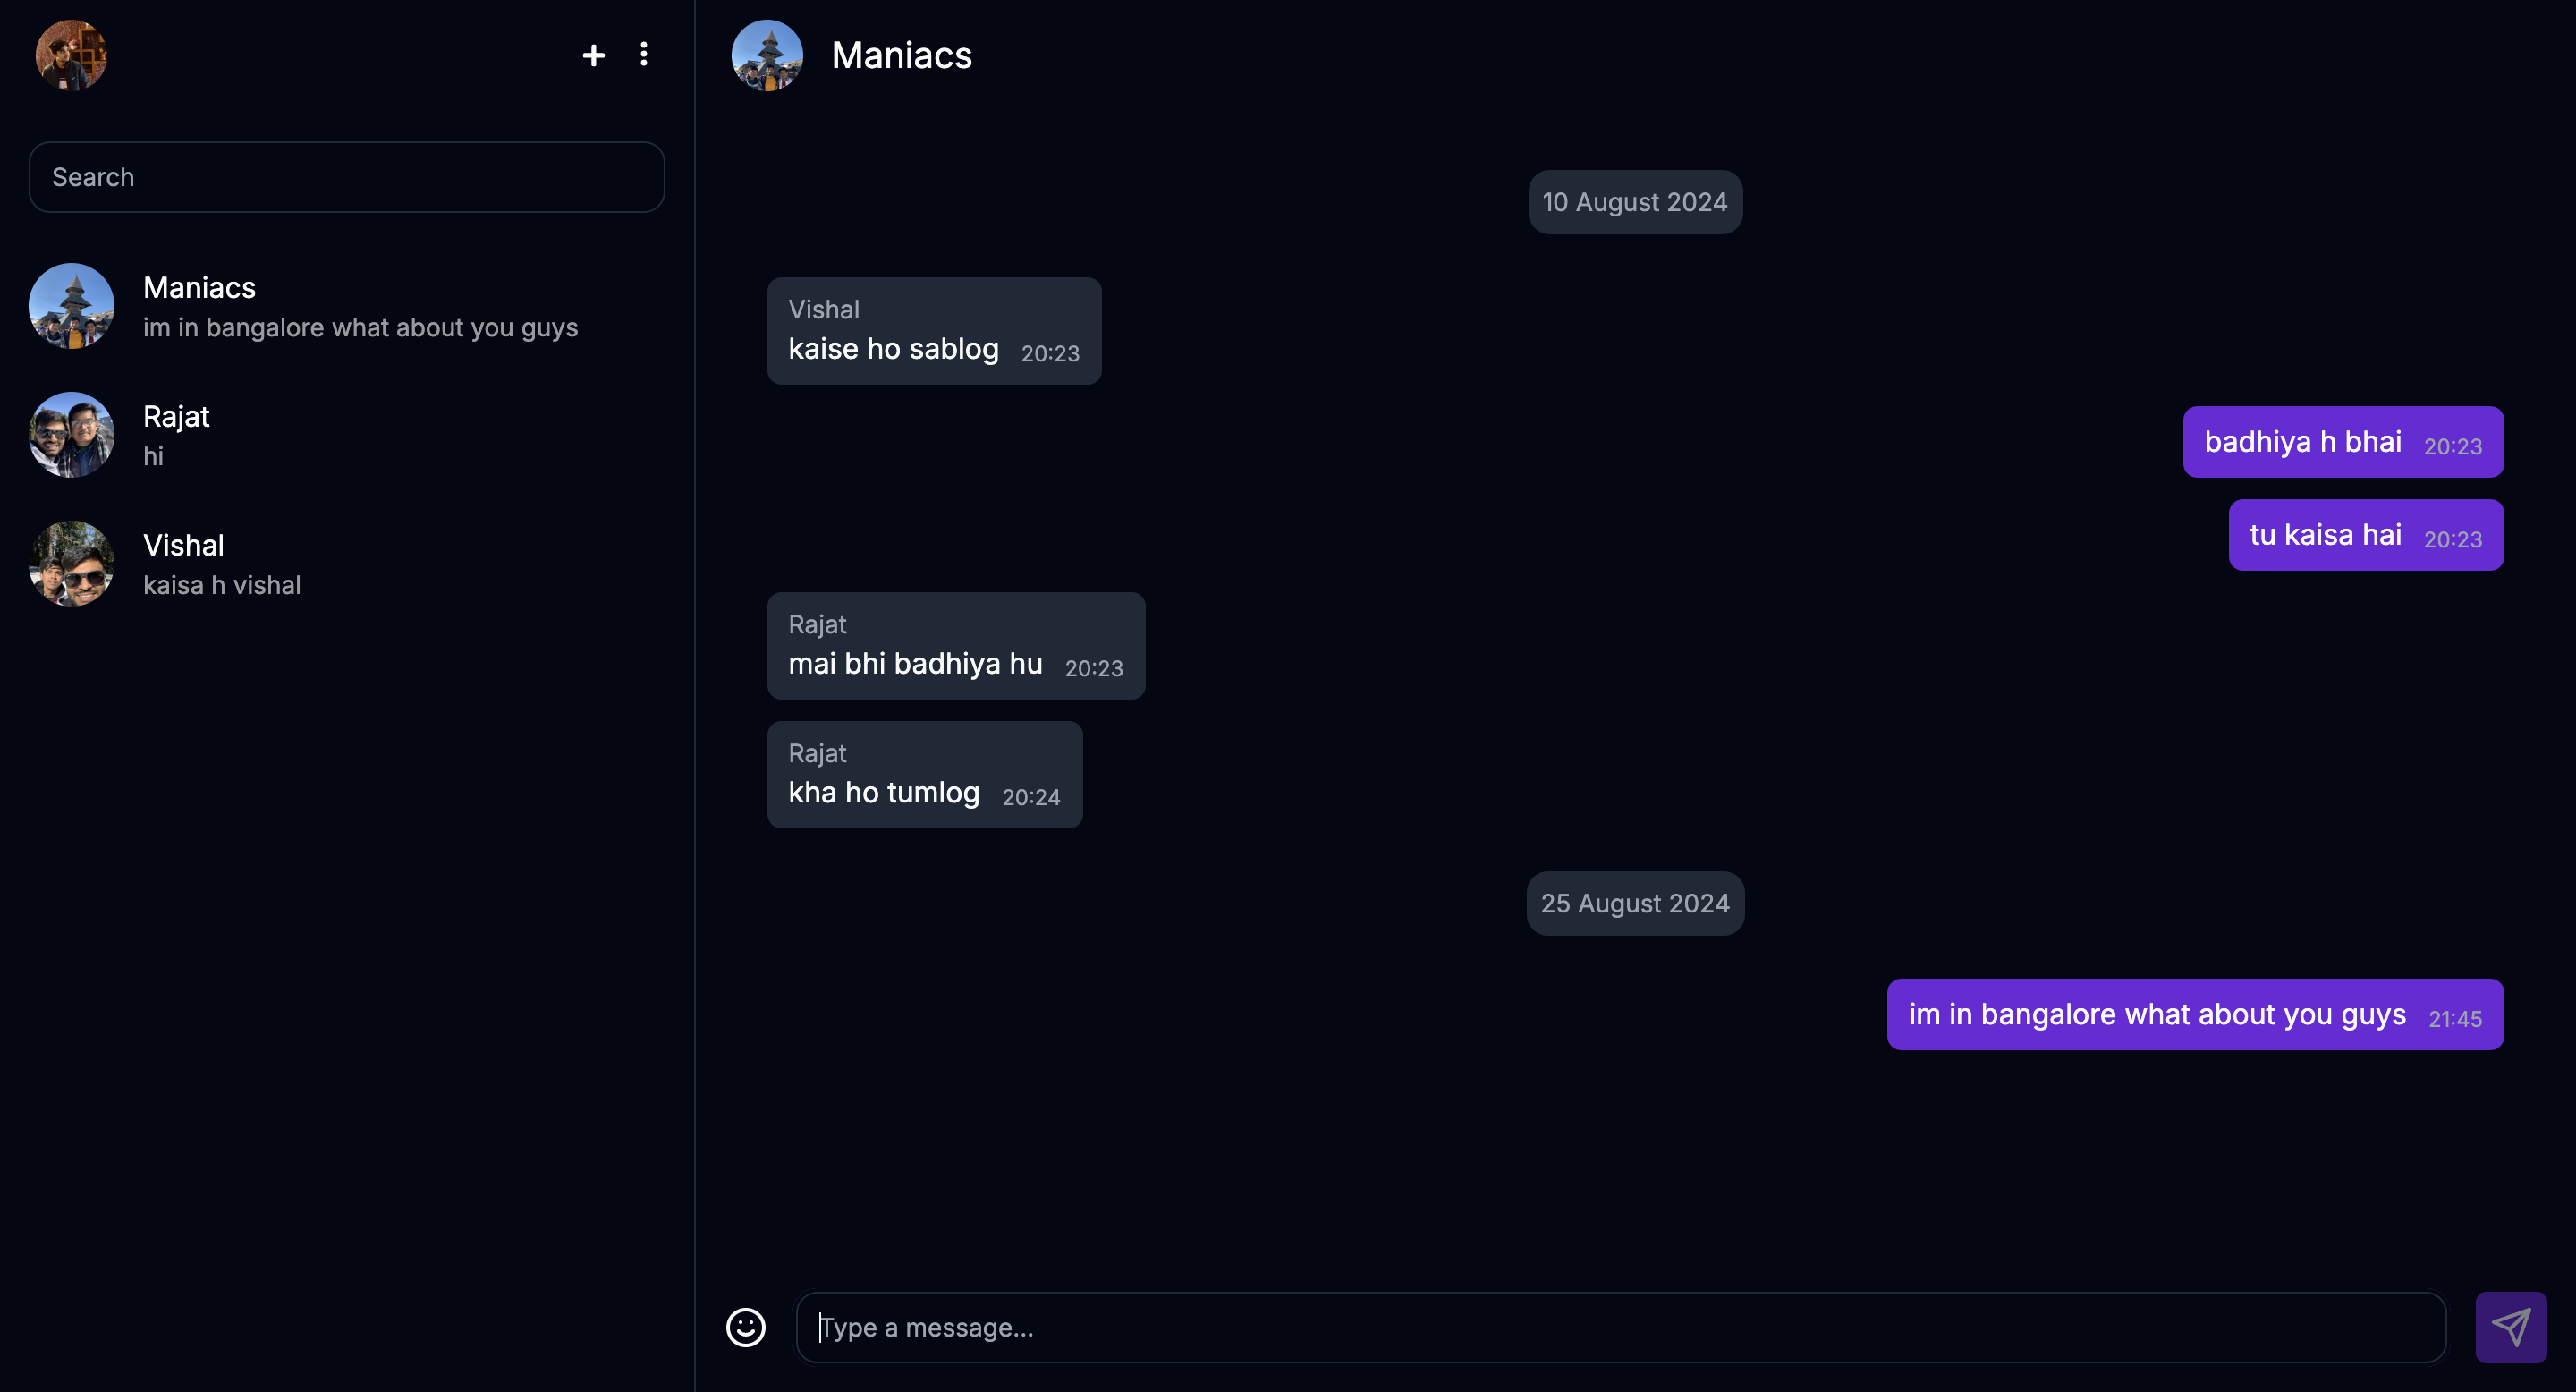 Search
Maniacs
im in bangalore what about you guys
Rajat
hi
Vishal
kaisa h vishal
Maniacs
10 August 2024
Vishal
kaise ho sablog 20:23
badhiya h bhai 20:23
tu kaisa hai 20:23
Rajat
mai bhi badhiya hu 20:23
Rajat
kha ho tumlog 20:24
25 August 2024
im in bangalore what about you guys 21:45
Type a message...